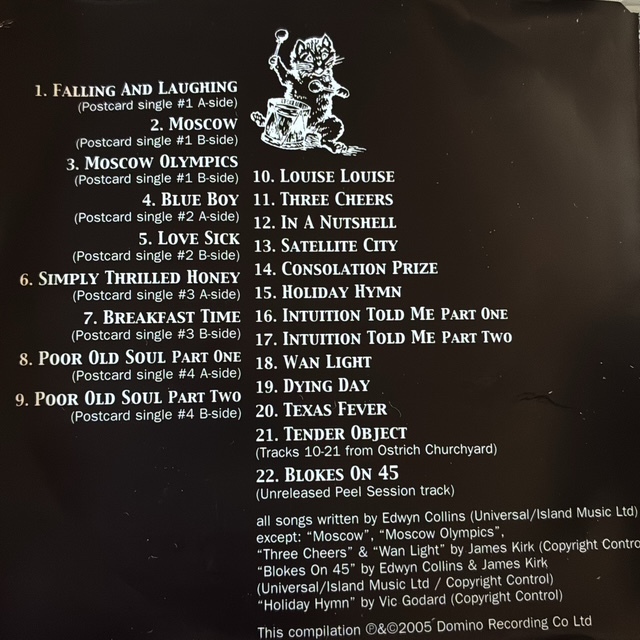 1. FALLING AND LAUGHING
(Postcard single #1 A-side)
2. MOSCOW
(Postcard single #1 B-side)
3. MOSCOW OLYMPICS
(Postcard single #1 B-side)
4. BLUE BOY
(Postcard single #2 A-side)
5. LOVE SICK
(Postcard single #2 B-side)
6. SIMPLY THRILLED HONEY
(Postcard single #3 A-side)
7. BREAKFAST TIME
(Postcard single #3 B-side)
8. POOR OLD SOUL PART ONE
(Postcard single #4 A-side)
9. POOR OLD SOUL PART TWO
(Postcard single #4 B-side)
10. LOUISE LOUISE
11. THREE CHEERS
12. IN A NUTSHELL
13. SATELLITE CITY
14. CONSOLATION PRIZE
15. HOLIDAY HYMN
16. INTUITION TOLD ME PART ONE
17. INTUITION TOLD ME PART TWO
18. WAN LIGHT
19. DYING DAY
20. TEXAS FEVER
21. TENDER OBJECT
(Tracks 10-21 from Ostrich Churchyard)
22. BLOKES ON 45
(Unreleased Peel Session track)
all songs written by Edwyn Collins (Universal/Island Music Ltd)
except: "Moscow", "Moscow Olympics",
"Three Cheers" & "Wan Light" by James Kirk (Copyright Contro
"Blokes On 45" by Edwyn Collins & James Kirk
(Universal/Island Music Ltd / Copyright Control)
"Holiday Hymn" by Vic Godard (Copyright Control)
This compilation ℗&©2005 Domino Recording Co Ltd